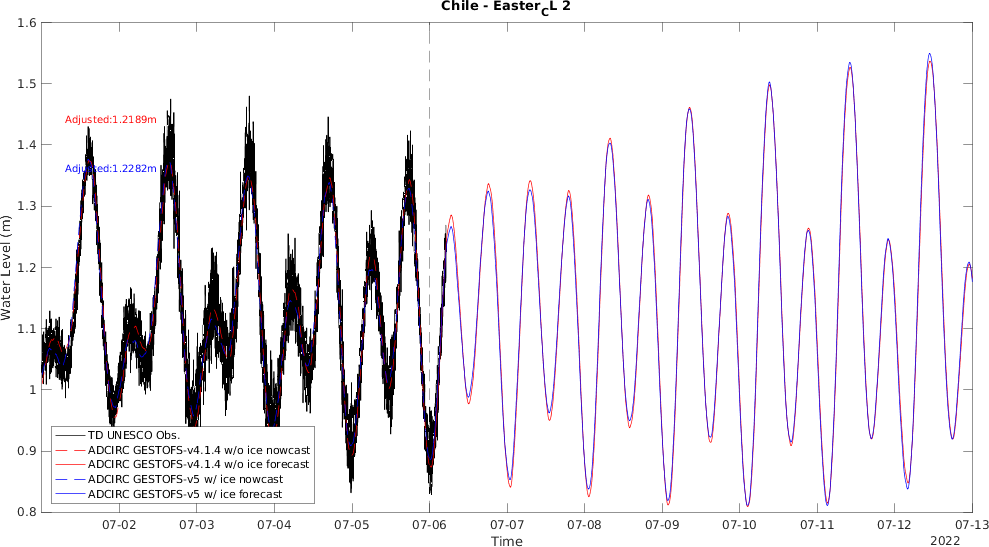 Chile - Easter_CL 2
Water Level (m)
1.6
1.5
1.4
1.3
1.2
1.1
1
0.9
0.8
Adjusted:1.2189m
Adjusted:1.2282m
TD UNESCO Obs.
ADCIRC GESTOFS-v4.1.4 w/o ice nowcast
ADCIRC GESTOFS-v4.1.4 w/o ice forecast
ADCIRC GESTOFS-v5 w/ ice nowcast
ADCIRC GESTOFS-v5 w/ ice forecast
07-02 07-03 07-04 07-05 07-06 07-07 07-08 07-09 07-10 07-11 07-12 07-13
Time
2022